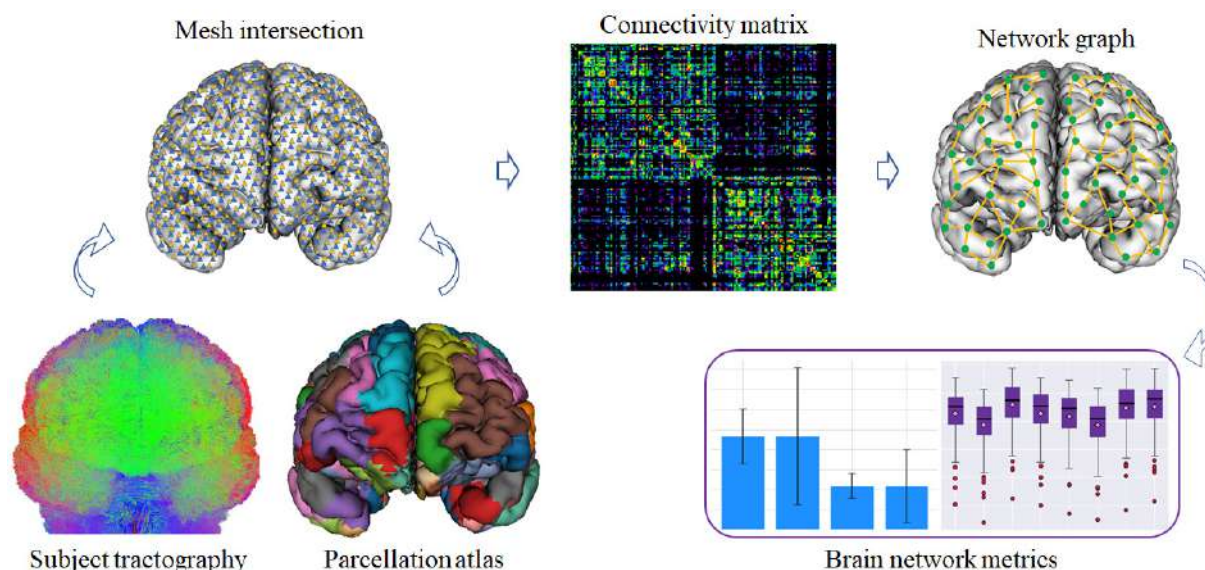 Mesh intersection
Connectivity matrix
Network graph
Subject tractography
Parcellation atlas
Brain network metrics